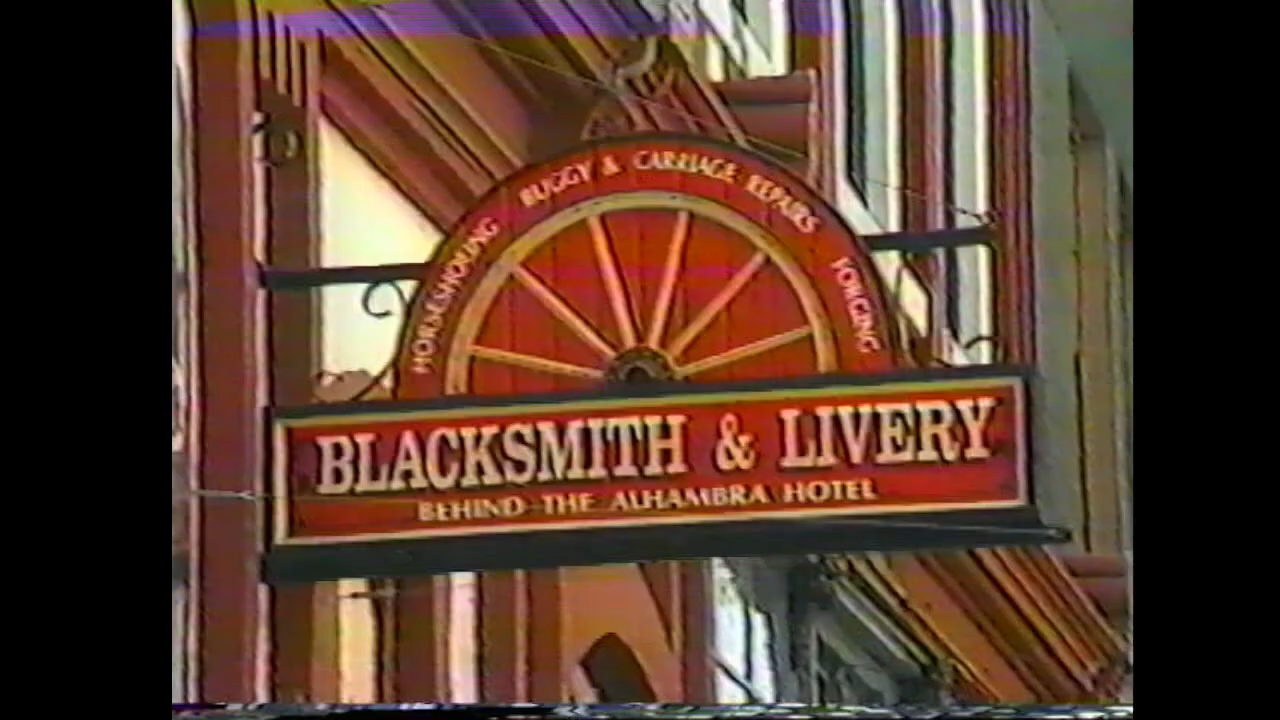 HORSESHOEING BUGGY & CARRIAGE REPAIRS FORGING
BLACKSMITH & LIVERY
BEHIND THE ALHAMBRA HOTEL